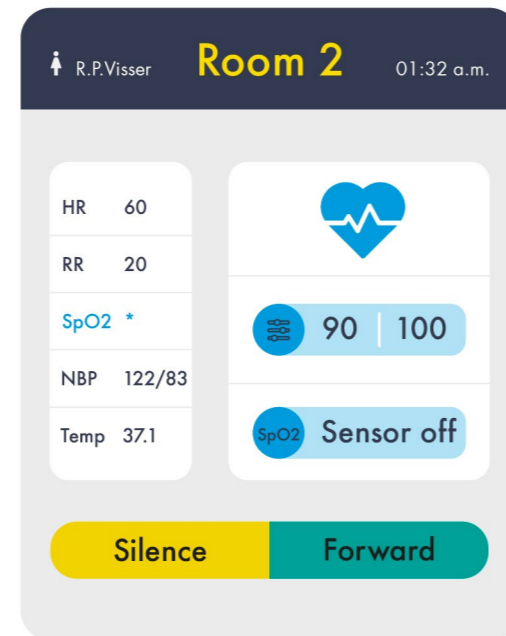 R.P.Visser Room 2 01:32 a.m.
HR 60
RR 20
SpO2 *
NBP 122/83
Temp 37.1
90 100
SpO2 Sensor off
Silence Forward